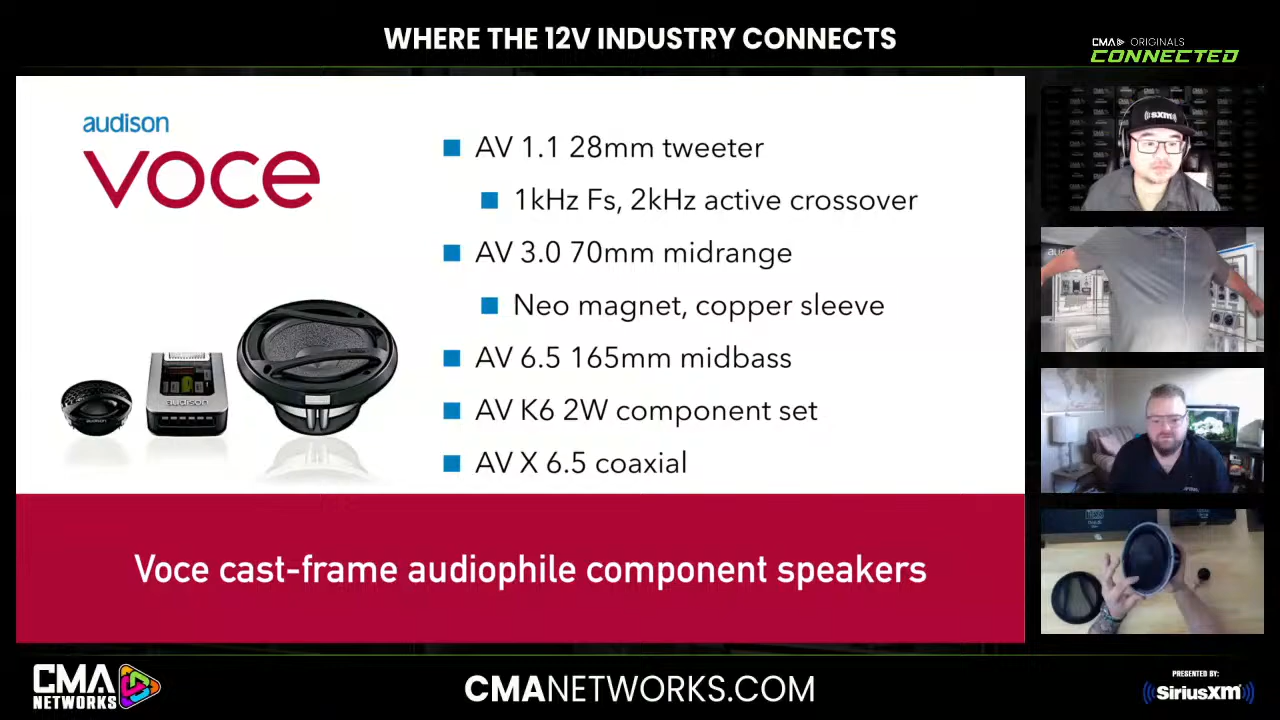 WHERE THE 12V INDUSTRY CONNECTS
CMA ORIGINALS
CONNECTED
audison
voce
AV 1.1 28mm tweeter
1kHz Fs, 2kHz active crossover
AV 3.0 70mm midrange
Neo magnet, copper sleeve
AV 6.5 165mm midbass
AV K6 2W component set
AV X 6.5 coaxial
audison
Voce cast-frame audiophile component speakers
SXM
CMA
NETWORKS
CMANETWORKS.COM
PRESENTED BY:
SiriusXM